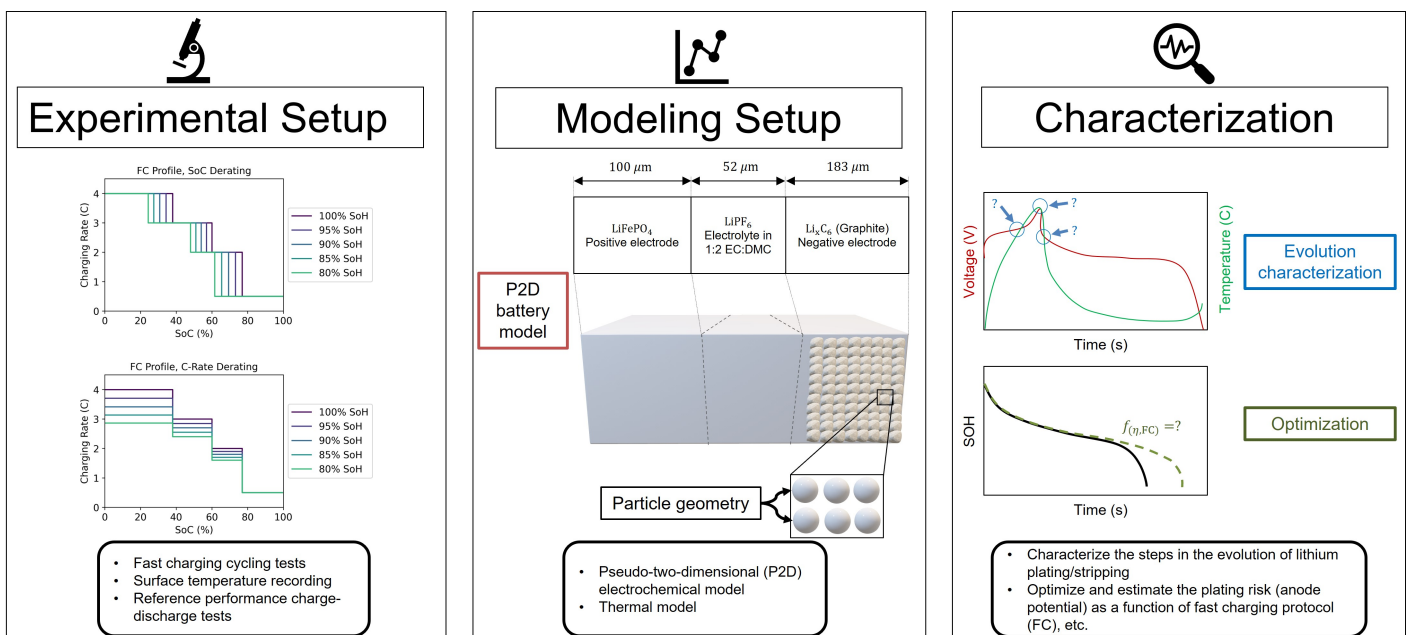 Experimental Setup
FC Profile, SoC Derating
Charging Rate (C)
4
3
2
1
0
0 20 40 60 80 100
SoC (%)
100% SoH
95% SoH
90% SoH
85% SoH
80% SoH
FC Profile, C-Rate Derating
Charging Rate (C)
4
3
2
1
0
0 20 40 60 80 100
SoC (%)
100% SoH
95% SoH
90% SoH
85% SoH
80% SoH
• Fast charging cycling tests
• Surface temperature recording
• Reference performance charge-
discharge tests
Modeling Setup
100 μm 52 μm 183 μm
LiFePO₄
Positive electrode
LiPF₆
Electrolyte in
1:2 EC:DMC
LiₓC₆ (Graphite)
Negative electrode
P2D
battery
model
Particle geometry
• Pseudo-two-dimensional (P2D)
electrochemical model
• Thermal model
Characterization
Voltage (V)
?
?
?
Temperature (C)
Time (s)
Evolution
characterization
SOH
f(η,FC) =?
Time (s)
Optimization
• Characterize the steps in the evolution of lithium
plating/stripping
• Optimize and estimate the plating risk (anode
potential) as a function of fast charging protocol
(FC), etc.